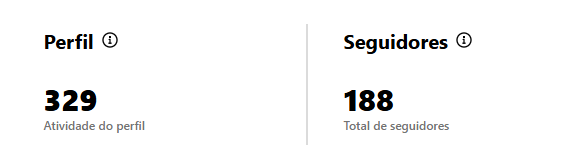 Perfil
329
Atividade do perfil
Seguidores
188
Total de seguidores